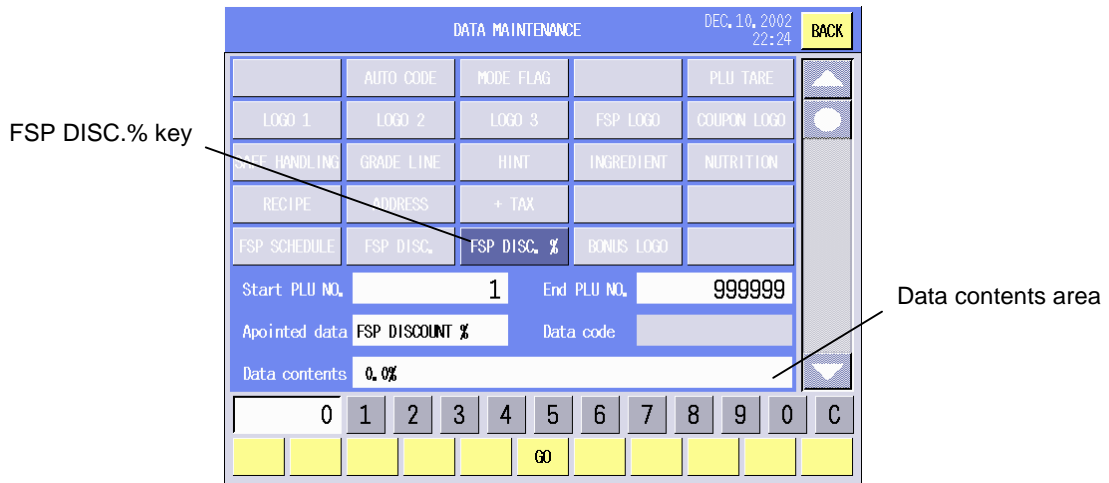 DATA MAINTENANCE
DEC.10.2002
22:24
BACK
AUTO CODE MODE FLAG PLU TARE
LOGO 1 LOGO 2 LOGO 3 FSP LOGO COUPON LOGO
FSP DISC.% key
SAFE HANDLING GRADE LINE HINT INGREDIENT NUTRITION
RECIPE ADDRESS + TAX
FSP SCHEDULE FSP DISC. FSP DISC. % BONUS LOGO
Start PLU NO. 1 End PLU NO. 999999
Data contents area
Apointed data FSP DISCOUNT % Data code
Data contents 0.0%
0 1 2 3 4 5 6 7 8 9 0 C
GO